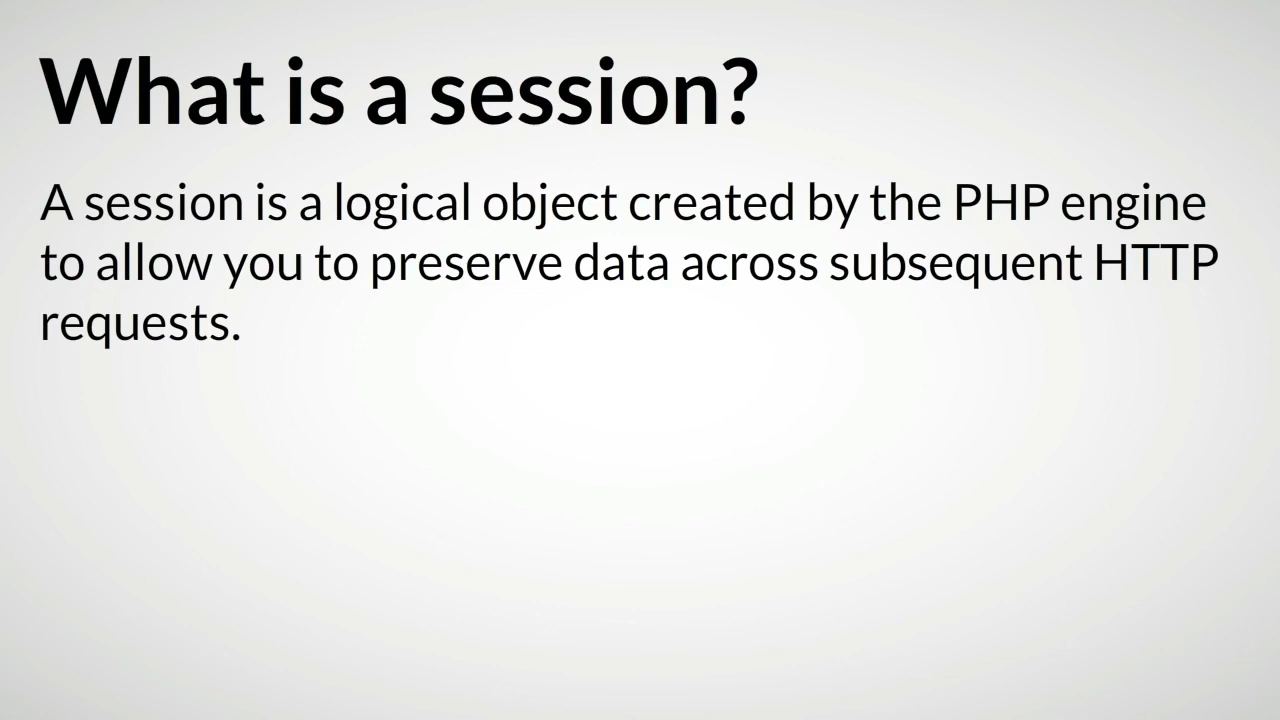 What is a session?
A session is a logical object created by the PHP engine
to allow you to preserve data across subsequent HTTP
requests.